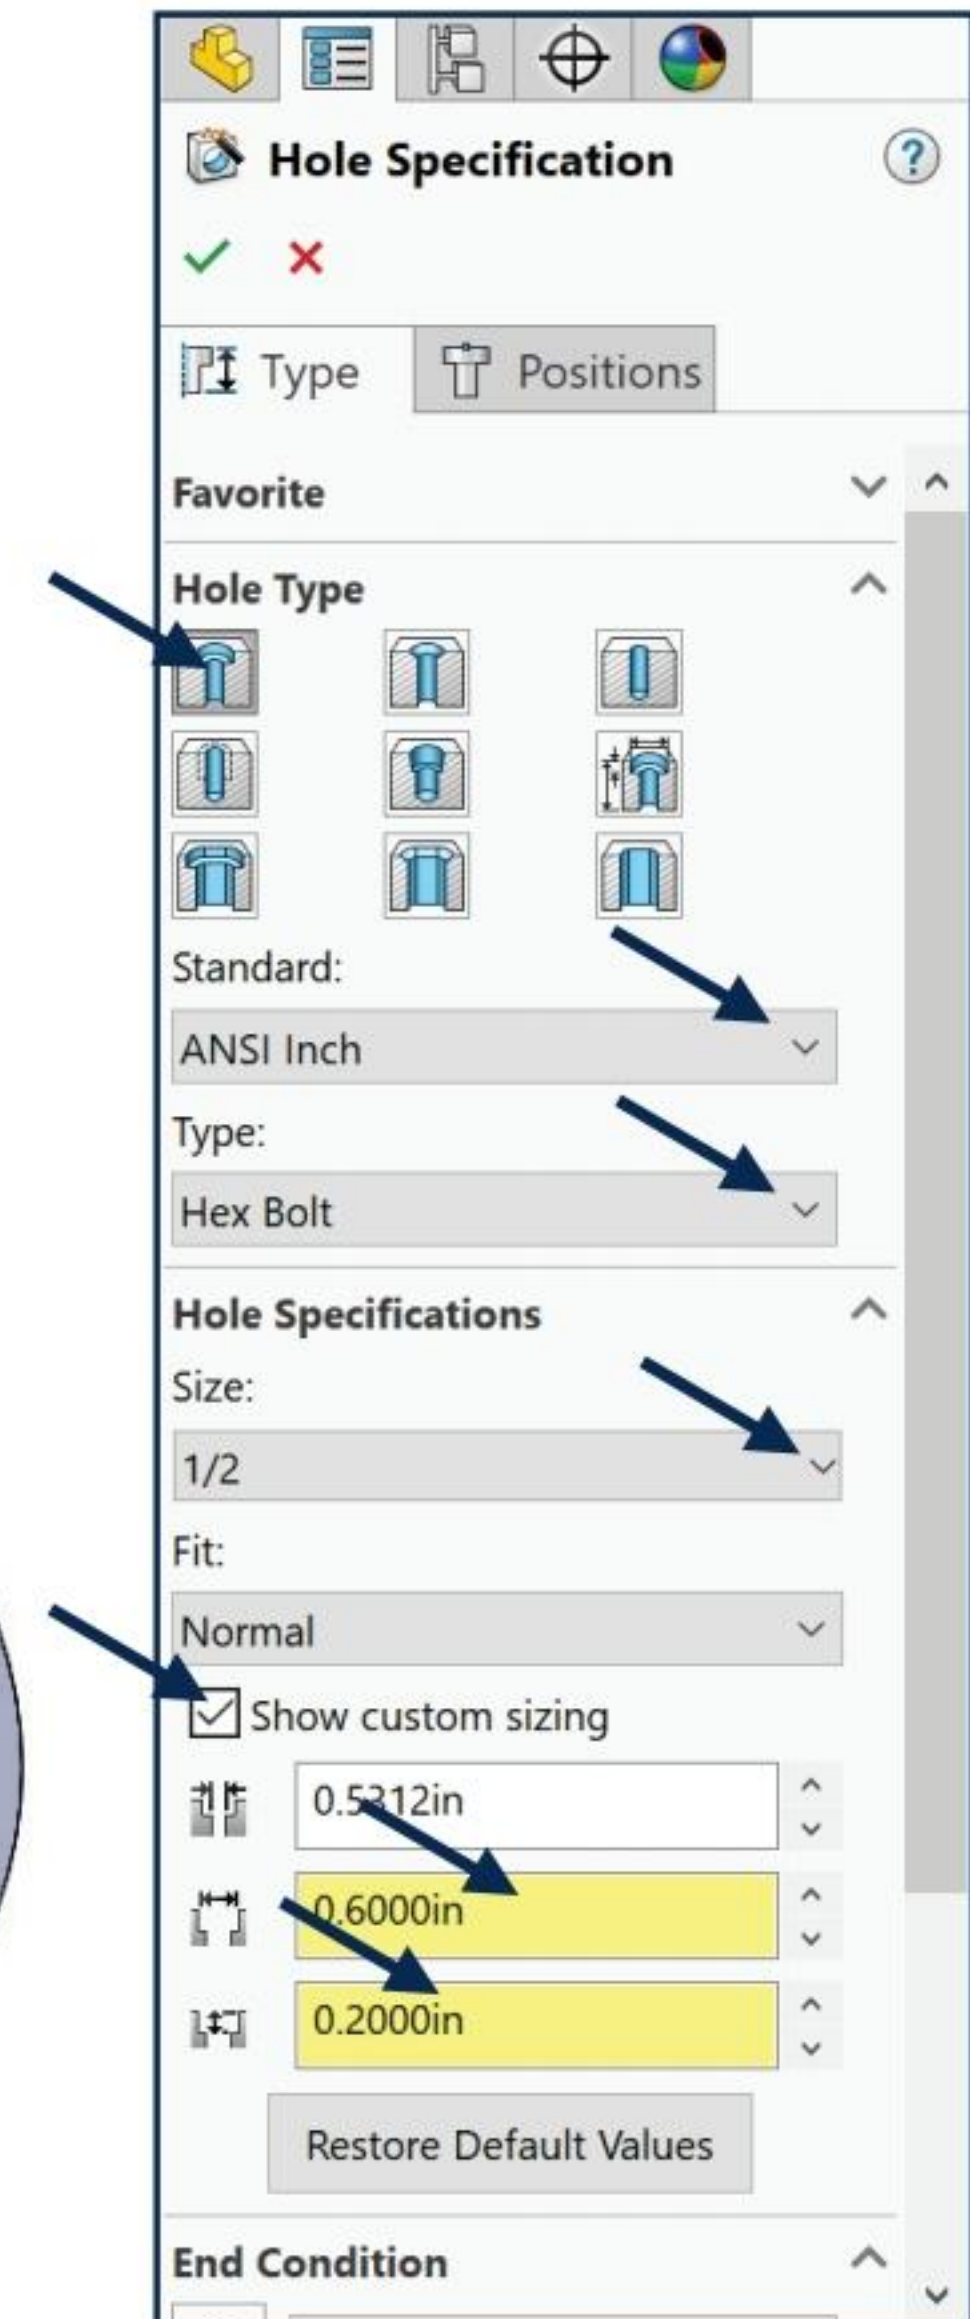 Hole Specification
?
Type
Positions
Favorite
Hole Type
Standard:
ANSI Inch
Type:
Hex Bolt
Hole Specifications
Size:
1/2
Fit:
Normal
Show custom sizing
0.5312in
0.6000in
0.2000in
Restore Default Values
End Condition